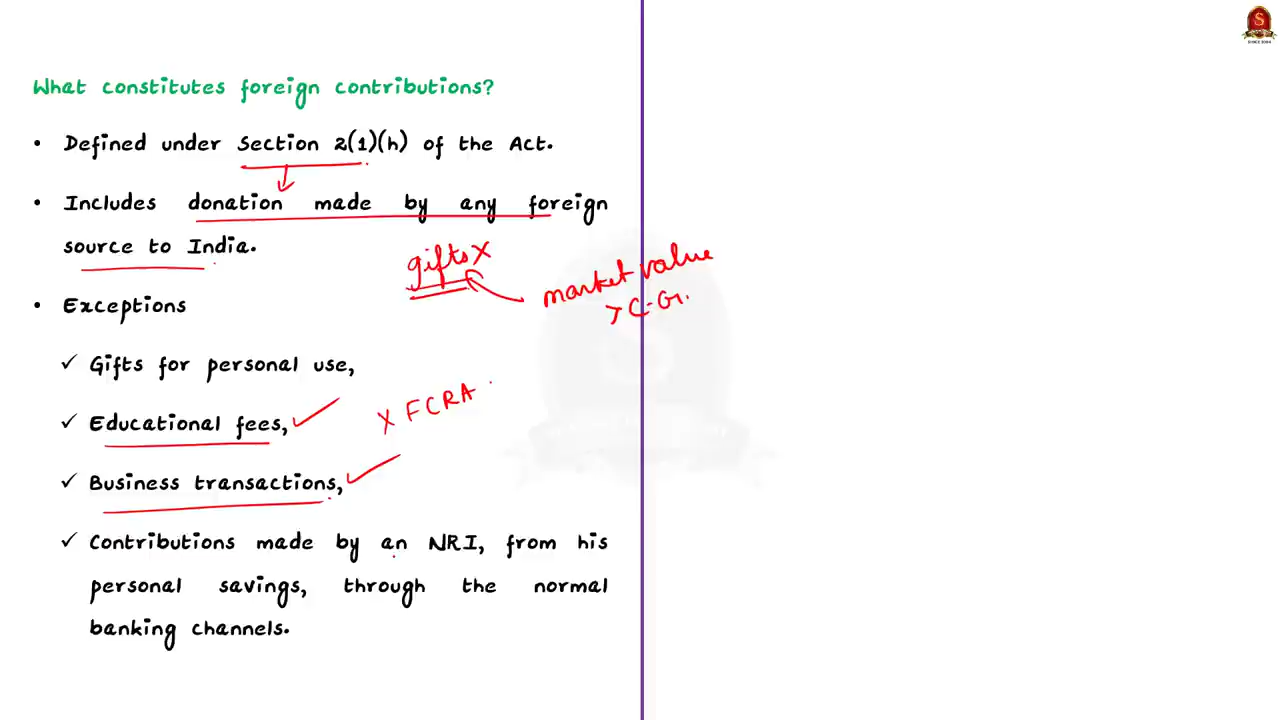 What constitutes foreign contributions?
• Defined under Section 2(1)(h) of the Act.
• Includes donation made by any foreign
source to India.
gifts X
market value
> C.G.
• Exceptions
✓ Gifts for personal use,
✓ Educational fees,
X FCRA
✓ Business transactions,
✓ Contributions made by an NRI, from his
personal savings, through the normal
banking channels.
S
SINCE 2004